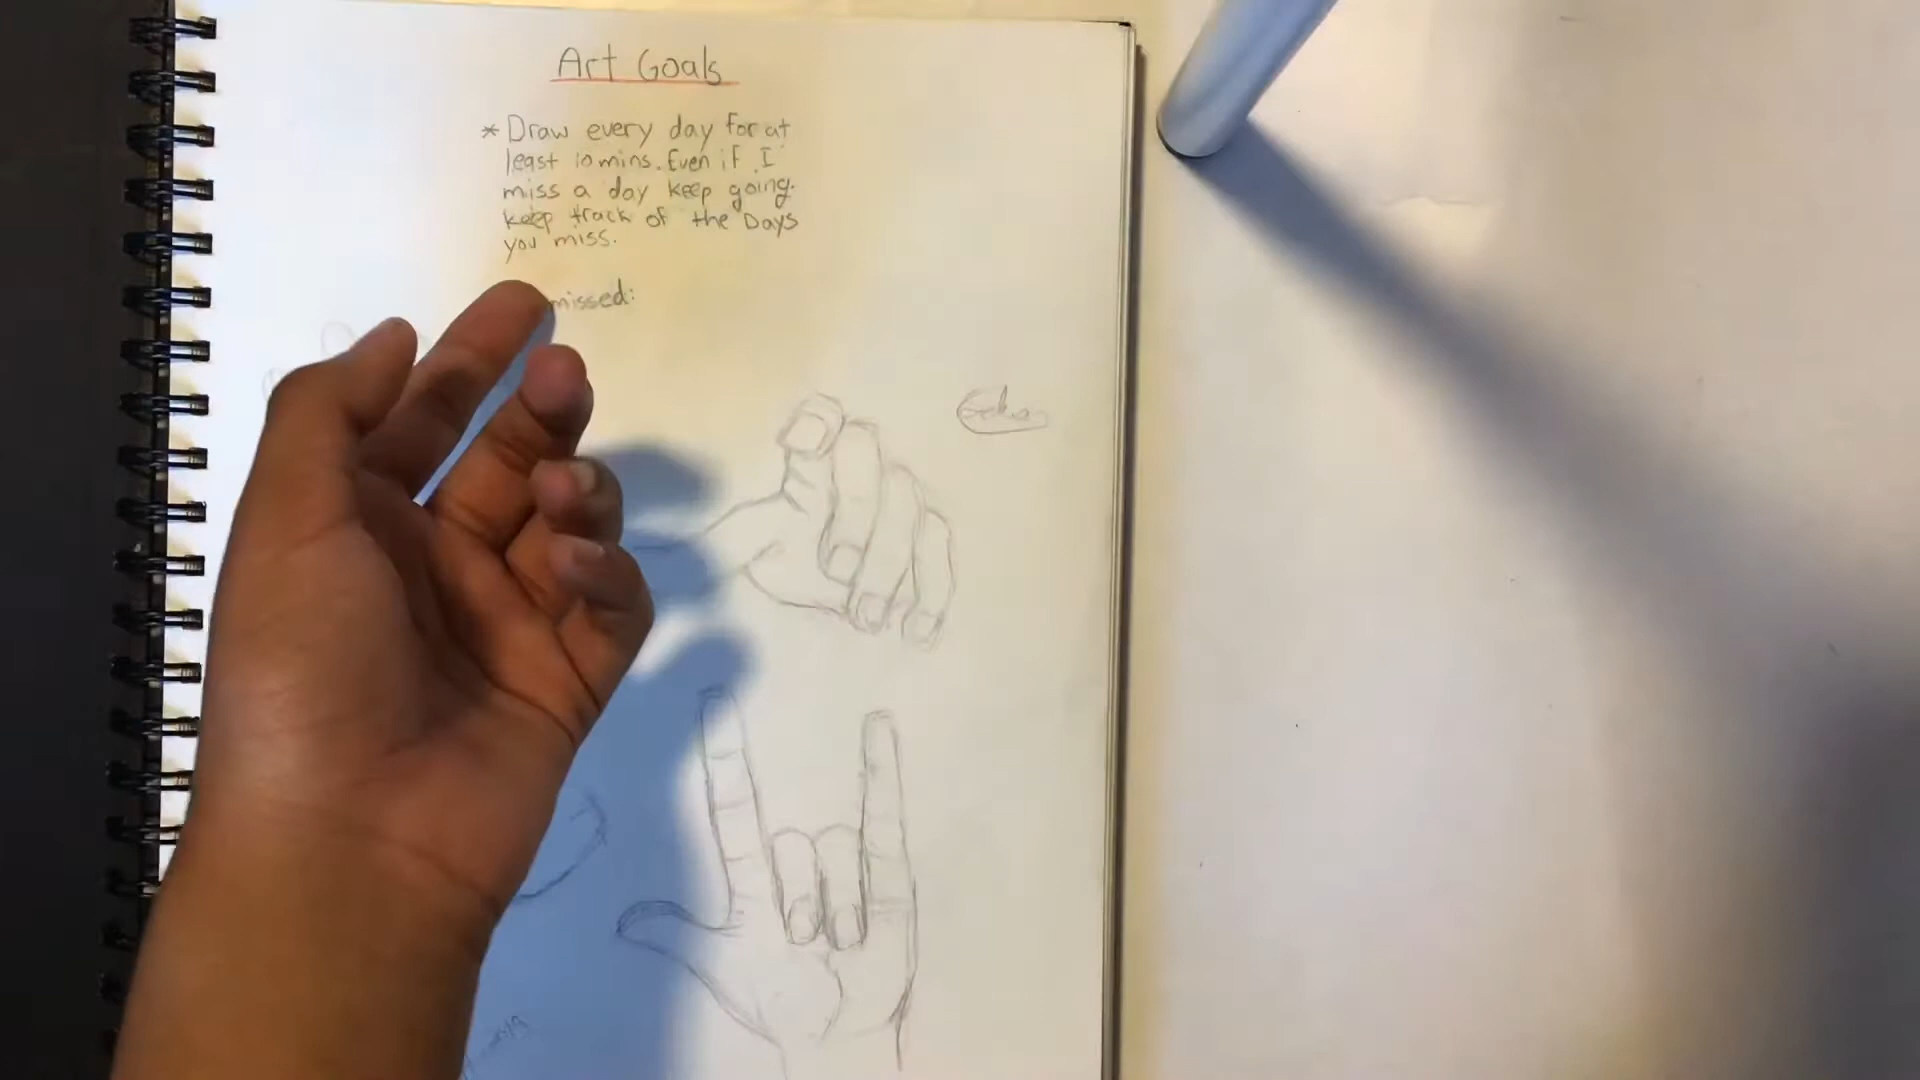 Art Goals
* Draw every day for at
least 10 mins. Even if I
miss a day keep going.
keep track of the Days
you miss.
missed: